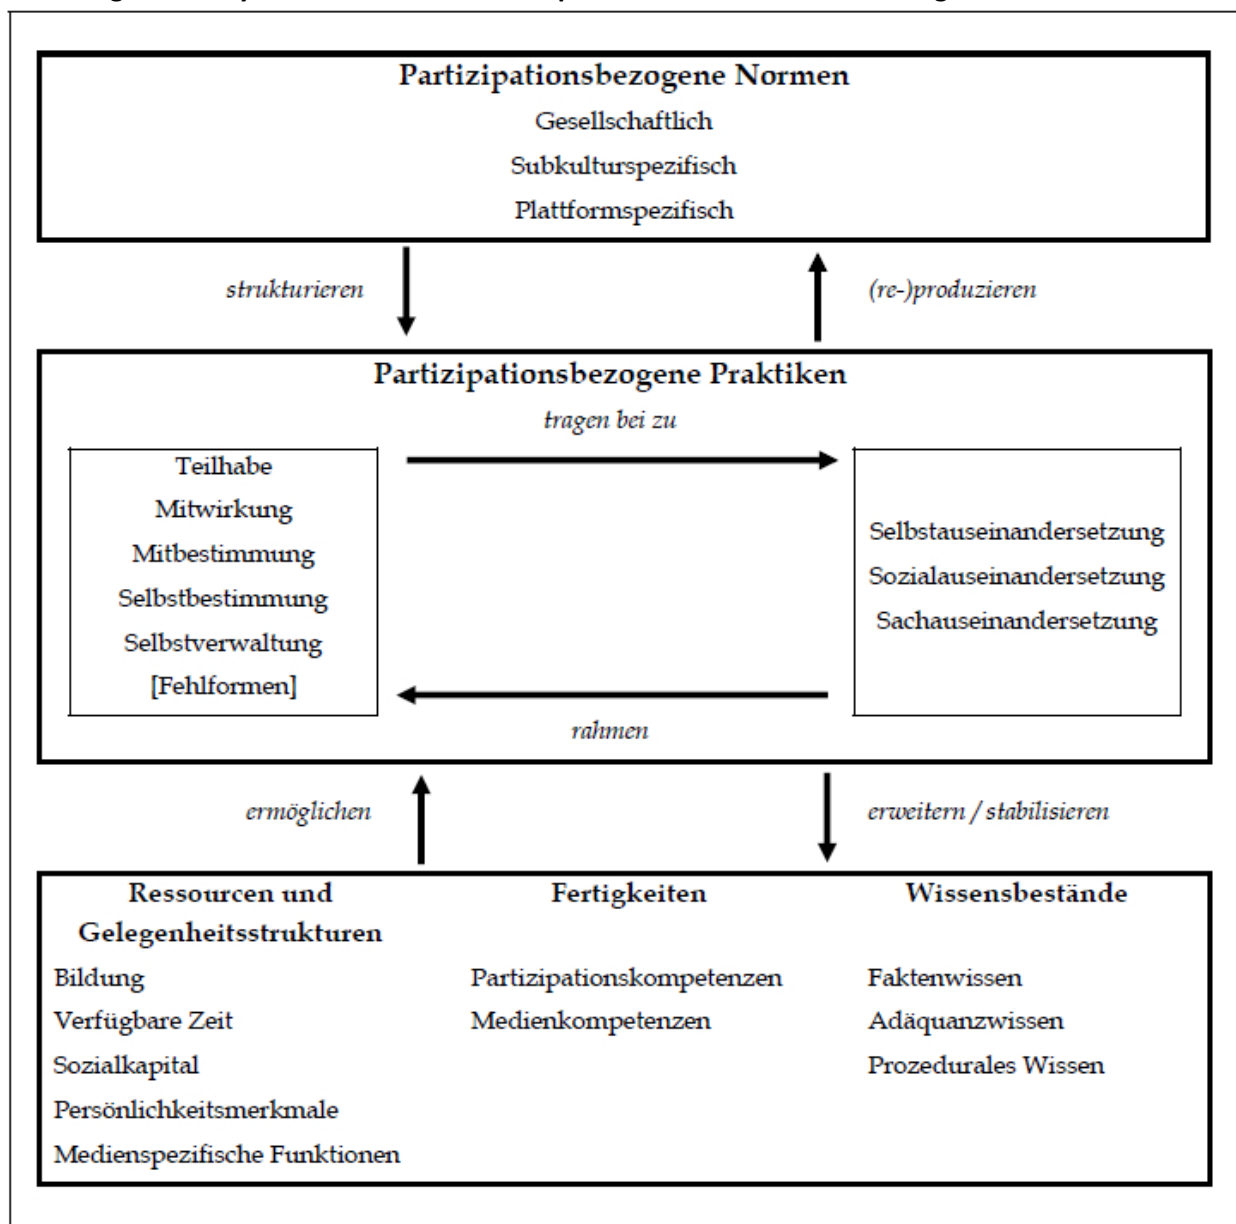 Partizipationsbezogene Normen
Gesellschaftlich
Subkulturspezifisch
Plattformspezifisch
strukturieren
(re-)produzieren
Partizipationsbezogene Praktiken
tragen bei zu
Teilhabe
Mitwirkung
Mitbestimmung
Selbstbestimmung
Selbstverwaltung
[Fehlformen]
Selbstauseinandersetzung
Sozialauseinandersetzung
Sachauseinandersetzung
rahmen
ermöglichen
erweitern / stabilisieren
Ressourcen und
Gelegenheitsstrukturen
Bildung
Verfügbare Zeit
Sozialkapital
Persönlichkeitsmerkmale
Medienspezifische Funktionen
Fertigkeiten
Partizipationskompetenzen
Medienkompetenzen
Wissensbestände
Faktenwissen
Adäquanzwissen
Prozedurales Wissen